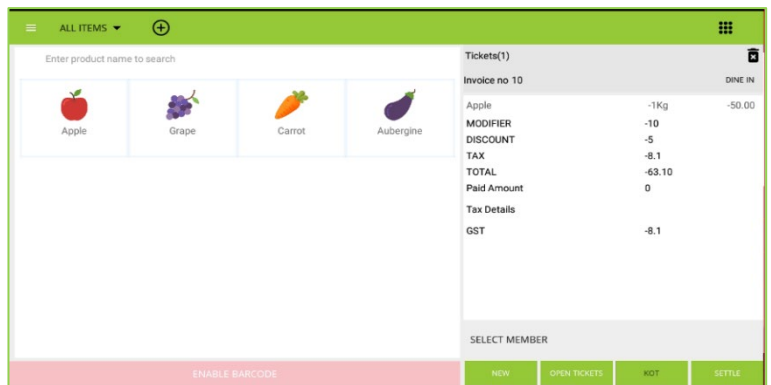 ALL ITEMS
Enter product name to search
Apple Grape Carrot Aubergine
ENABLE BARCODE
Tickets(1)
Invoice no 10 DINE IN
Apple -1Kg -50.00
MODIFIER -10
DISCOUNT -5
TAX -8.1
TOTAL -63.10
Paid Amount 0
Tax Details
GST -8.1
SELECT MEMBER
NEW OPEN TICKETS KOT SETTLE